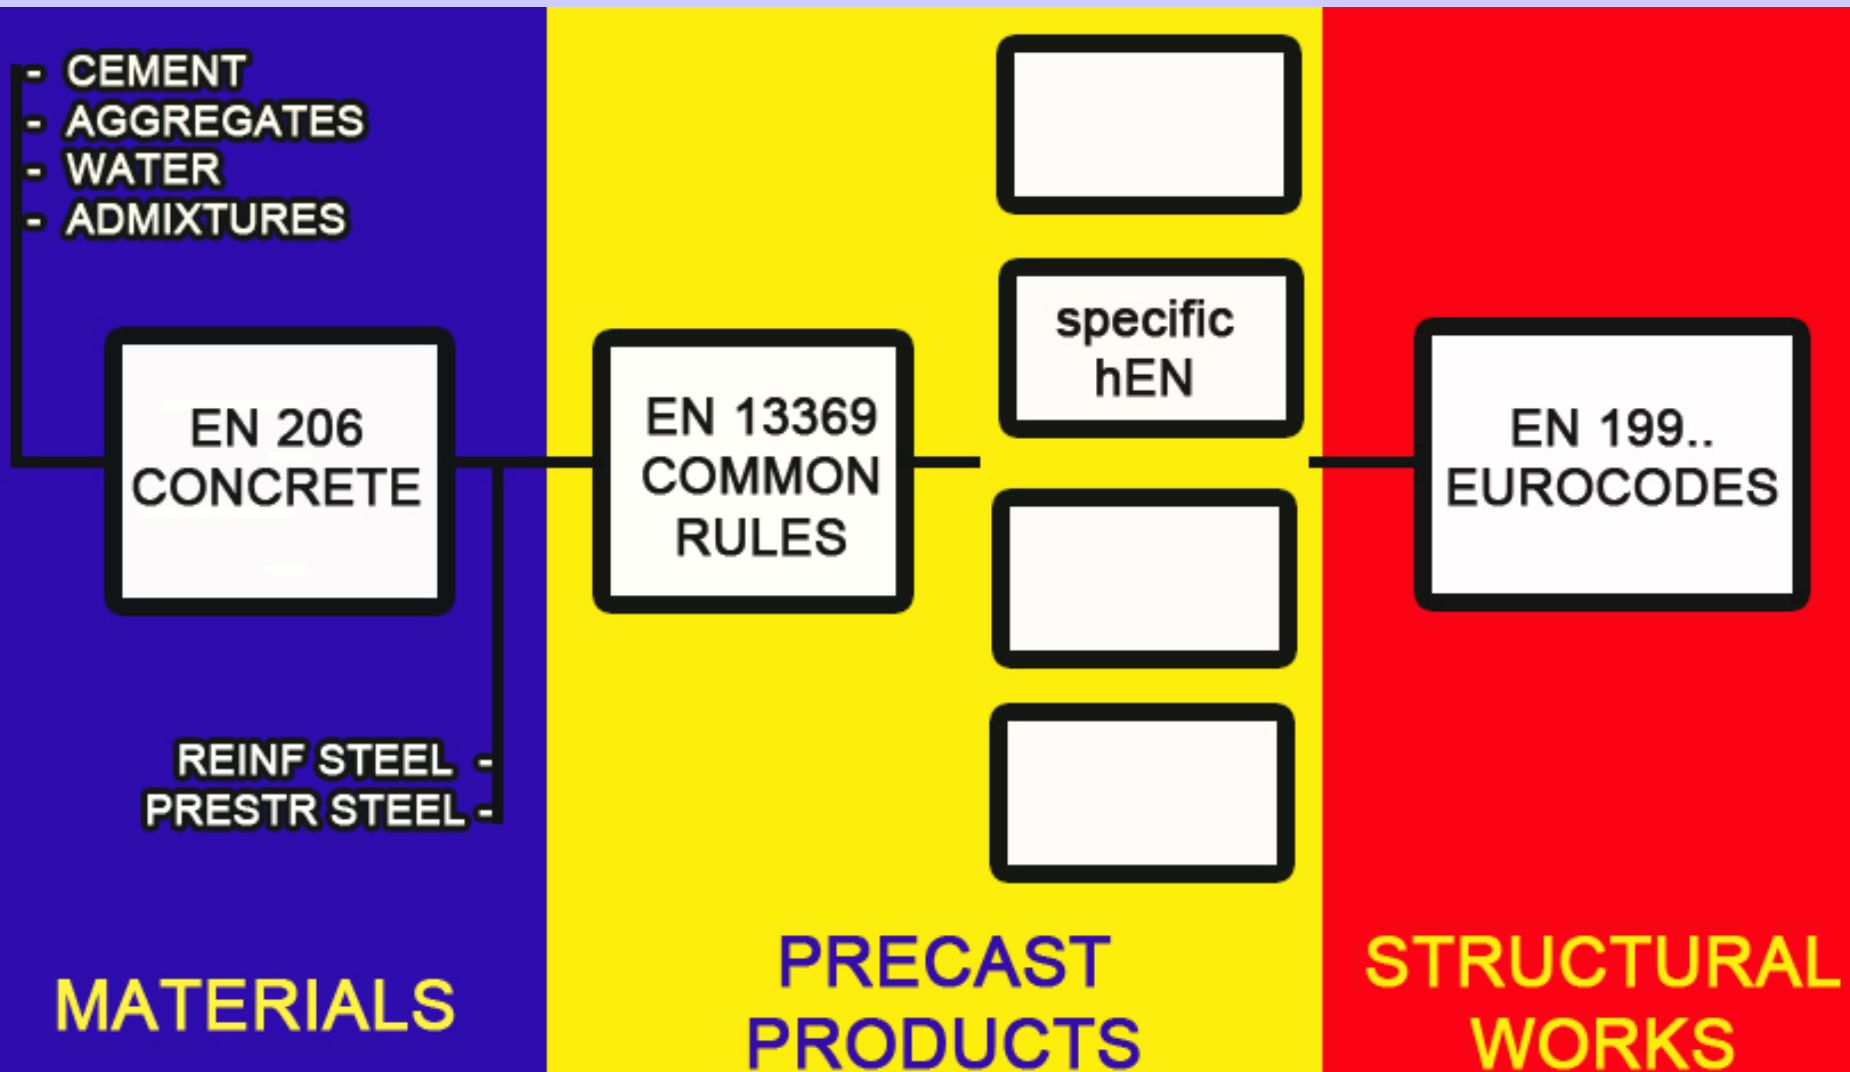 - CEMENT
- AGGREGATES
- WATER
- ADMIXTURES
EN 206
CONCRETE
REINF STEEL -
PRESTR STEEL -
MATERIALS
EN 13369
COMMON
RULES
specific
hEN
PRECAST
PRODUCTS
EN 199..
EUROCODES
STRUCTURAL
WORKS